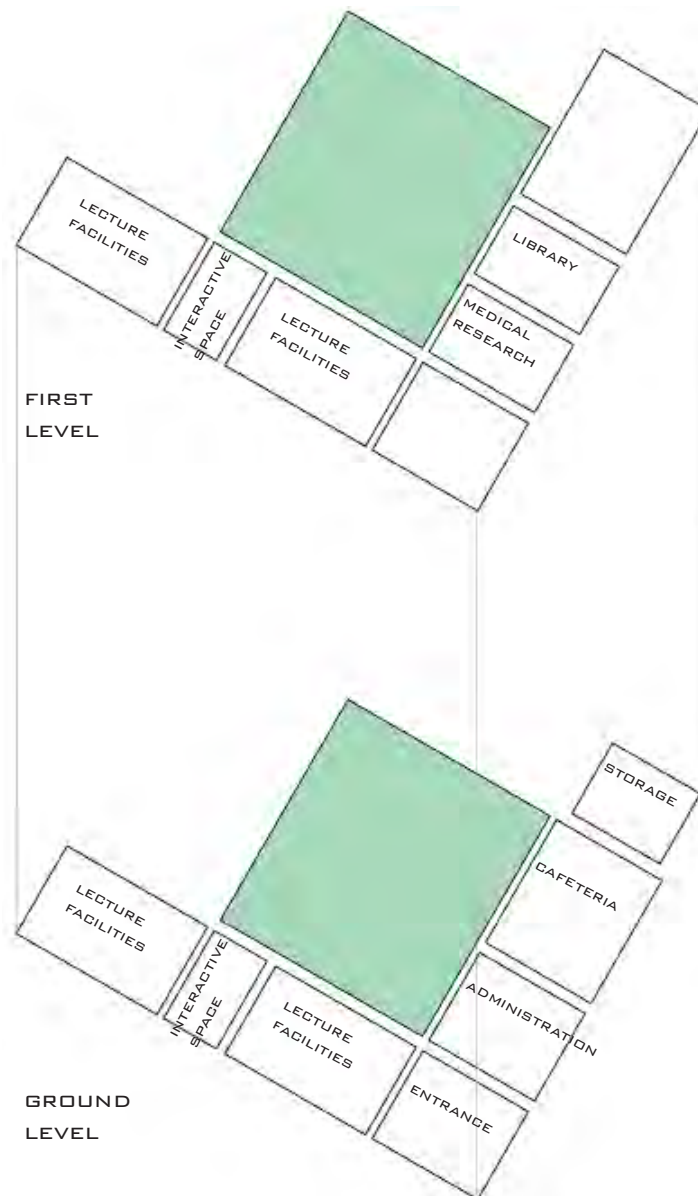 LECTURE
FACILITIES
INTERACTIVE
SPACE
LECTURE
FACILITIES
LIBRARY
MEDICAL
RESEARCH
FIRST
LEVEL
STORAGE
CAFETERIA
LECTURE
FACILITIES
INTERACTIVE
SPACE
LECTURE
FACILITIES
ADMINISTRATION
ENTRANCE
GROUND
LEVEL